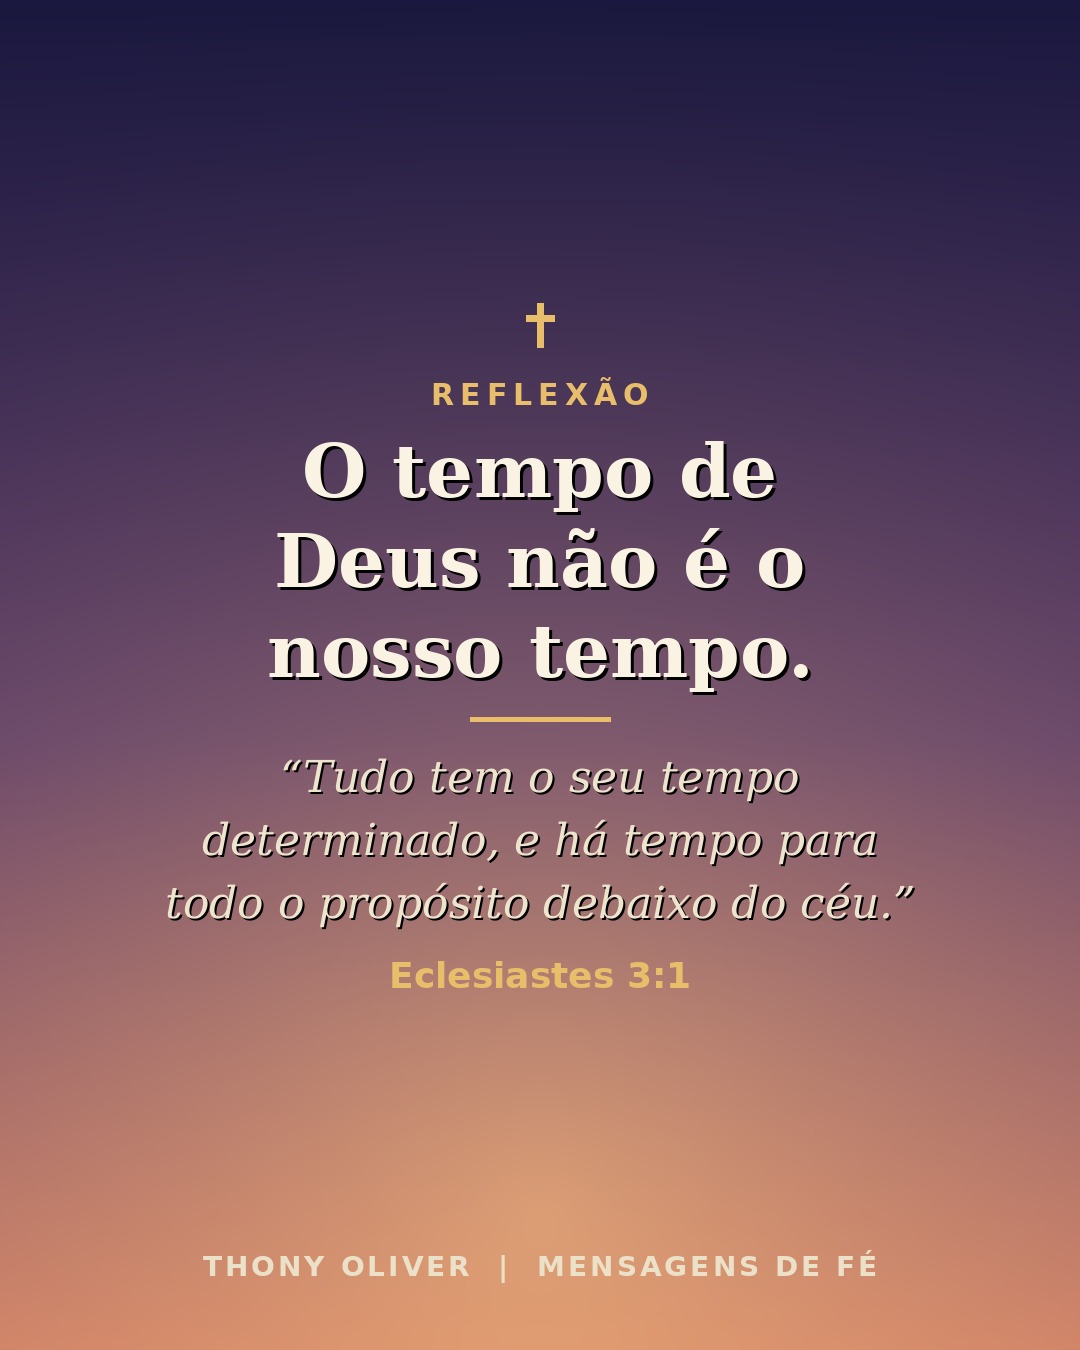 REFLEXÃO
O tempo de
Deus não é o
nosso tempo.
“Tudo tem o seu tempo
determinado, e há tempo para
todo o propósito debaixo do céu.”
Eclesiastes 3:1
THONY OLIVER | MENSAGENS DE FÉ